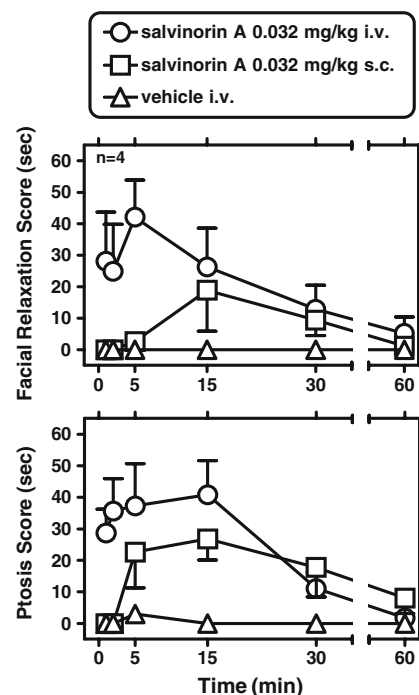 salvinorin A 0.032 mg/kg i.v.
salvinorin A 0.032 mg/kg s.c.
vehicle i.v.
Facial Relaxation Score (sec)
n=4
60
50
40
30
20
10
0
0 5 15 30 60
Ptosis Score (sec)
60
50
40
30
20
10
0
0 5 15 30 60
Time (min)